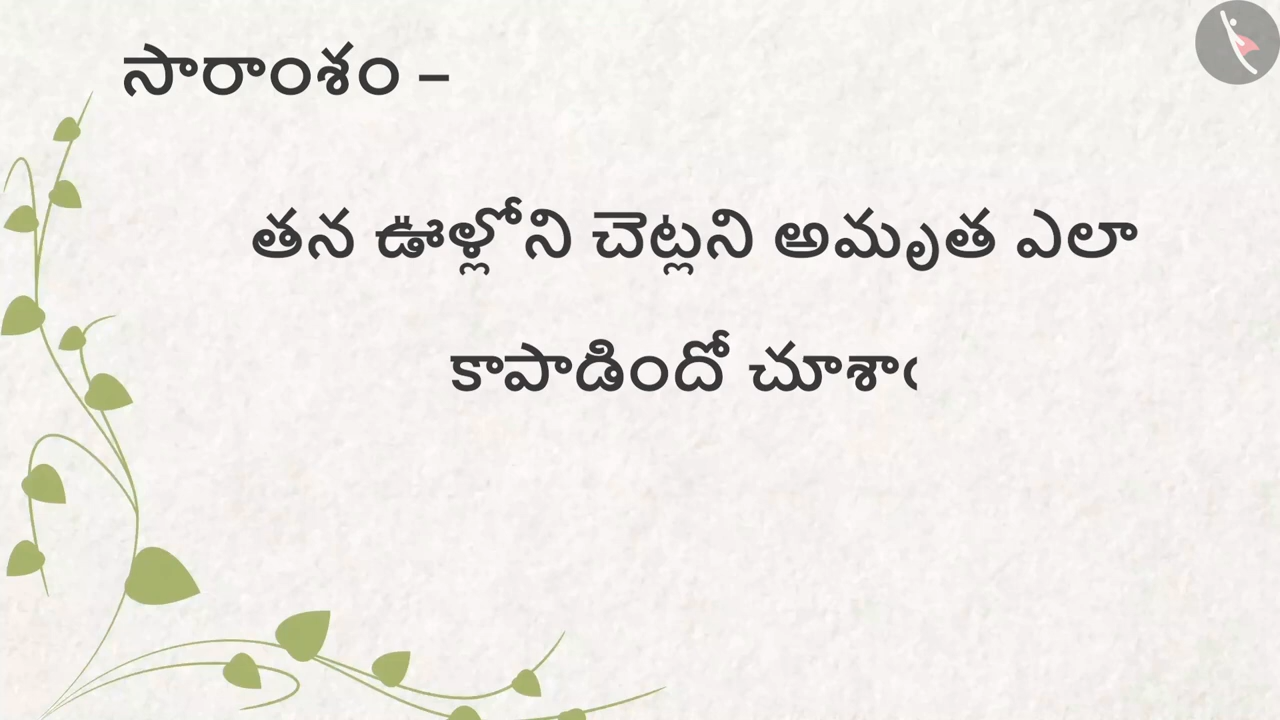 సారాంశం –
తన ఊళ్లోని చెట్లని అమృత ఎలా
కాపాడిందో చూశా